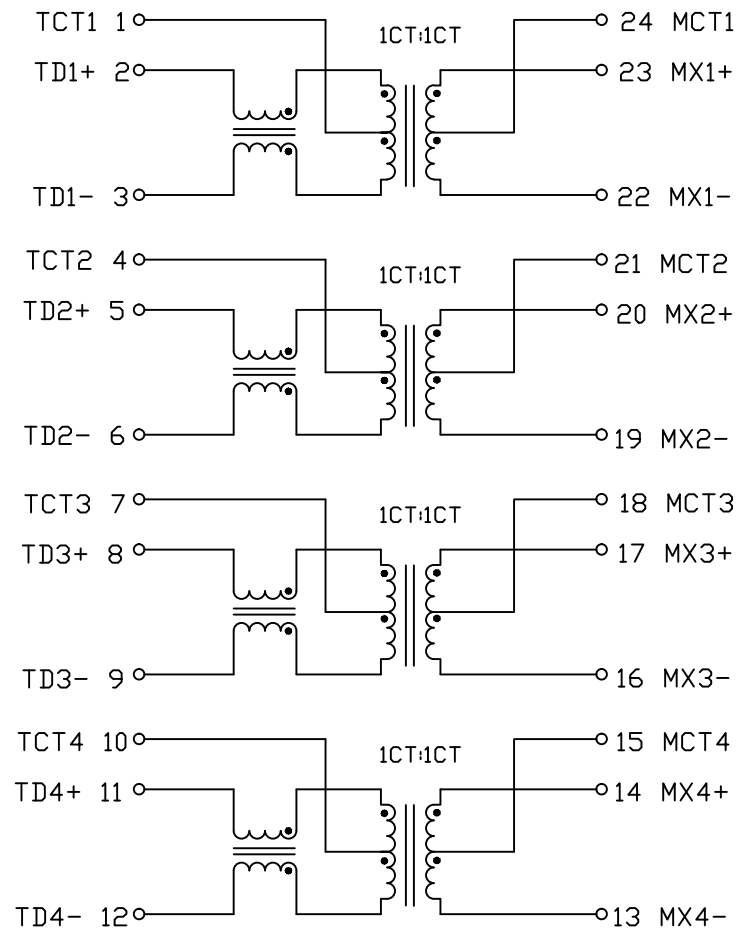 TCT1 1 1CT:1CT 24 MCT1
TD1+ 2 23 MX1+
TD1- 3 22 MX1-
TCT2 4 1CT:1CT 21 MCT2
TD2+ 5 20 MX2+
TD2- 6 19 MX2-
TCT3 7 1CT:1CT 18 MCT3
TD3+ 8 17 MX3+
TD3- 9 16 MX3-
TCT4 10 1CT:1CT 15 MCT4
TD4+ 11 14 MX4+
TD4- 12 13 MX4-